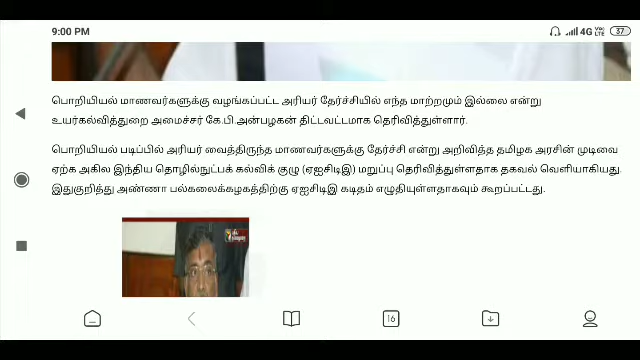 9:00 PM
4G
37
பொறியியல் மாணவர்களுக்கு வழங்கப்பட்ட அரியர் தேர்ச்சியில் எந்த மாற்றமும் இல்லை என்று
உயர்கல்வித்துறை அமைச்சர் கே.பி.அன்பழகன் திட்டவட்டமாக தெரிவித்துள்ளார்.
பொறியியல் படிப்பில் அரியர் வைத்திருந்த மாணவர்களுக்கு தேர்ச்சி என்று அறிவித்த தமிழக அரசின் முடிவை
ஏற்க அகில இந்திய தொழில்நுட்பக் கல்விக் குழு (ஏஐசிடிஇ) மறுப்பு தெரிவித்துள்ளதாக தகவல் வெளியாகியது.
இதுகுறித்து அண்ணா பல்கலைக்கழகத்திற்கு ஏஐசிடிஇ கடிதம் எழுதியுள்ளதாகவும் கூறப்பட்டது.
16